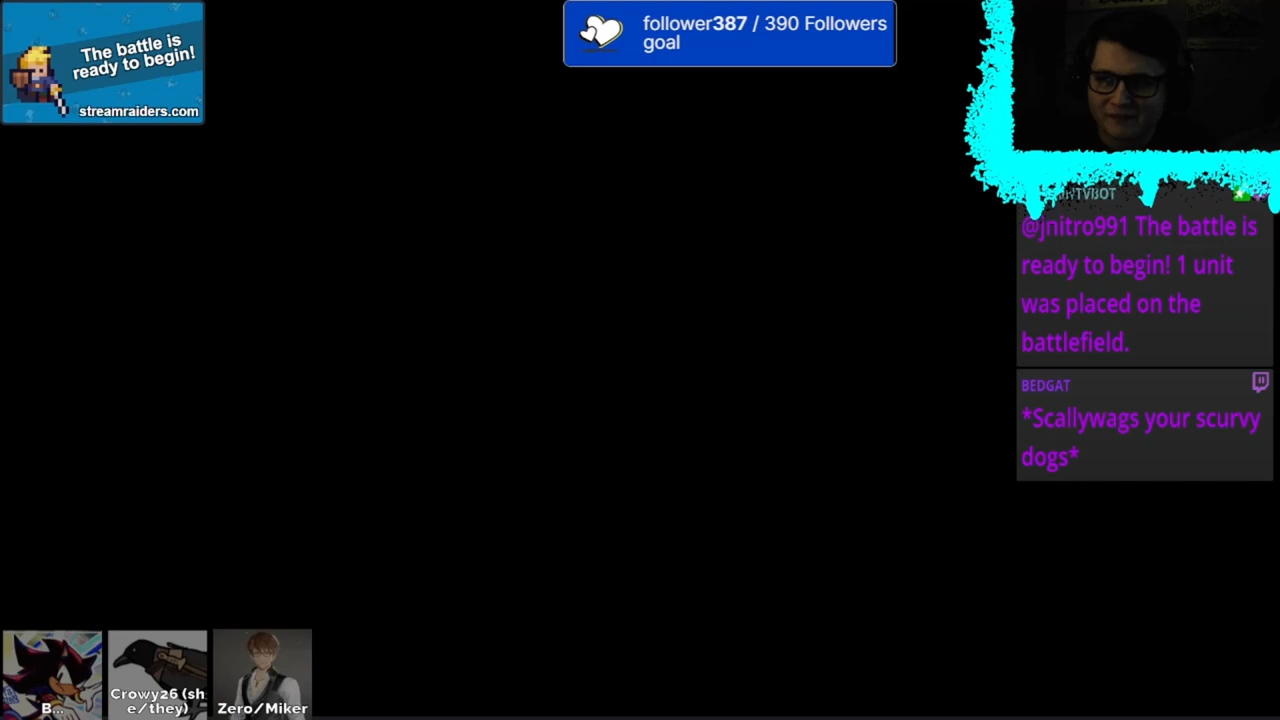 The battle is
ready to begin!
streamraiders.com
follower387 / 390 Followers
goal
@jnitro991 The battle is
ready to begin! 1 unit
was placed on the
battlefield.
BEDGAT
*Scallywags your scurvy
dogs*
B...
Crowy26 (sh
e/they)
Zero/Miker